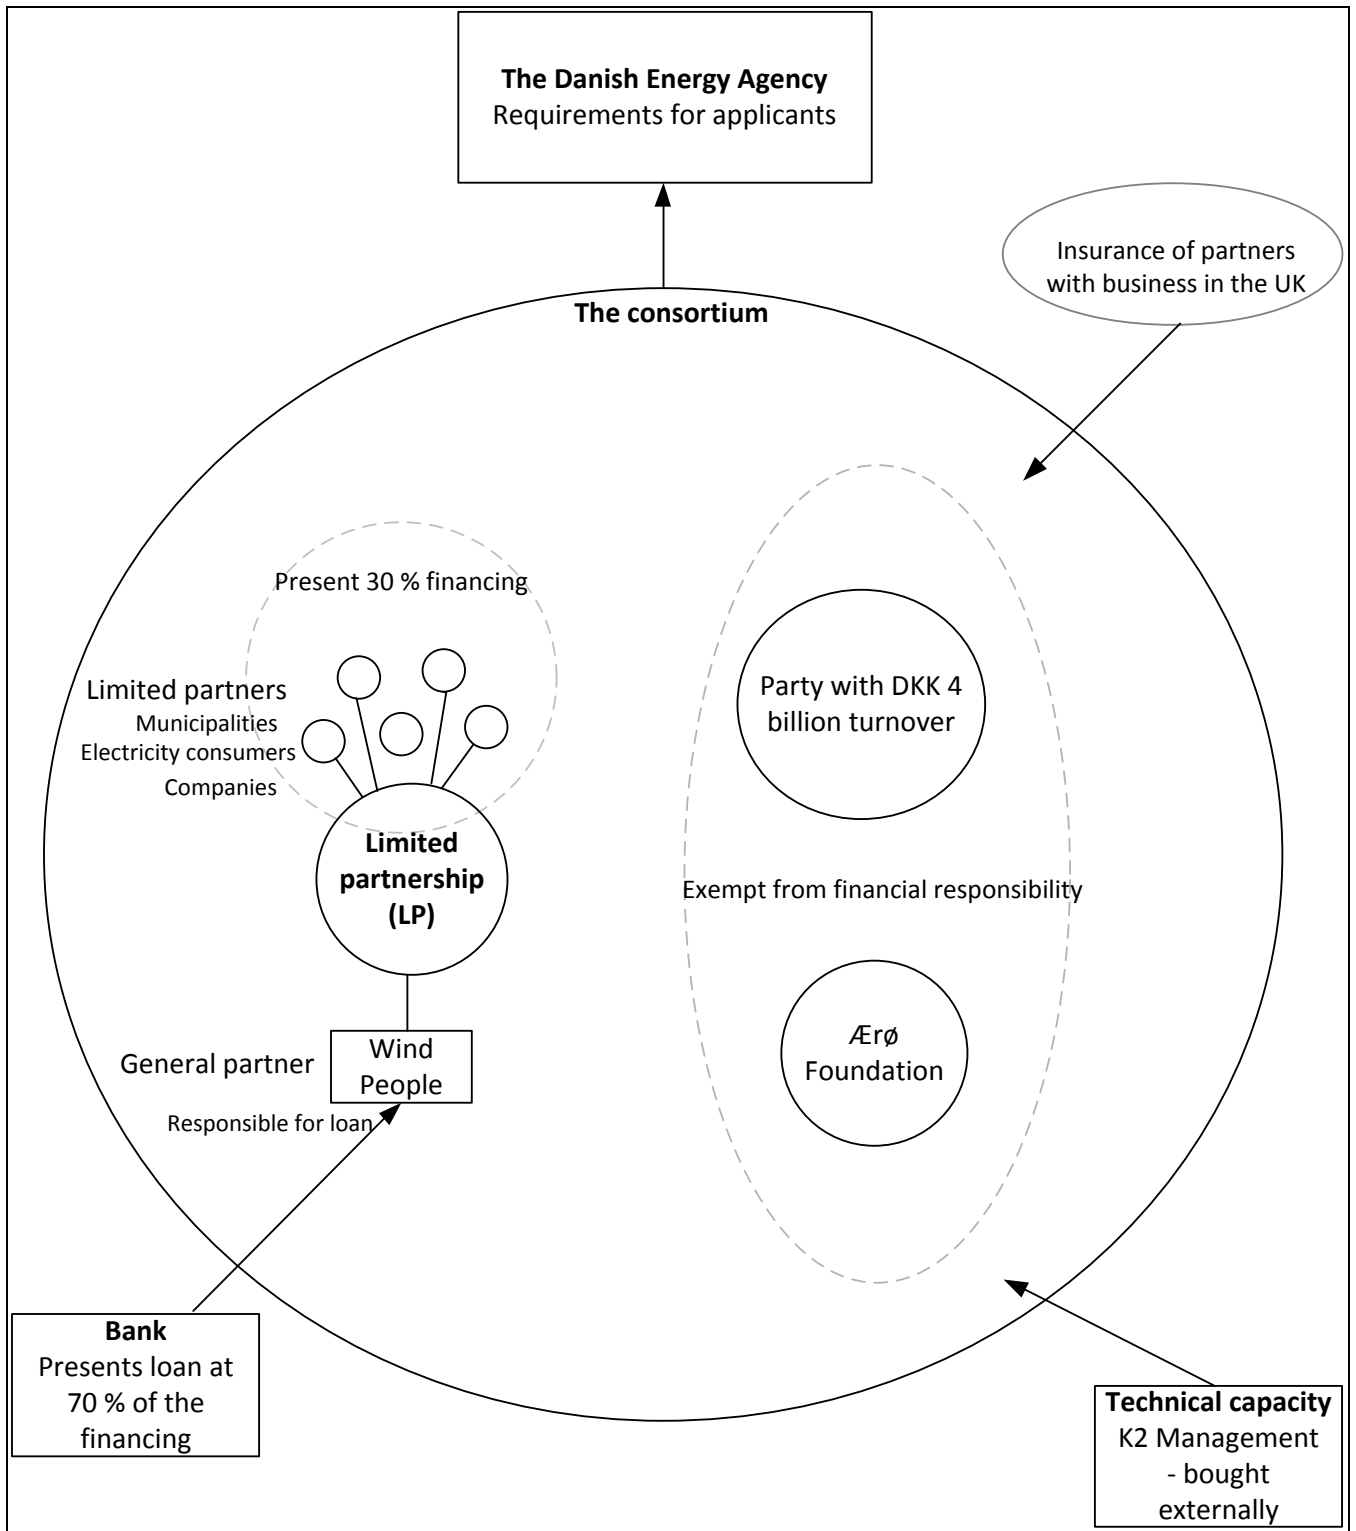 The Danish Energy Agency
Requirements for applicants
Insurance of partners
with business in the UK
The consortium
Present 30 % financing
Limited partners
Municipalities
Electricity consumers
Companies
Party with DKK 4
billion turnover
Limited
partnership
(LP)
Exempt from financial responsibility
General partner
Wind
People
Responsible for loan
Ærø
Foundation
Bank
Presents loan at
70 % of the
financing
Technical capacity
K2 Management
- bought
externally